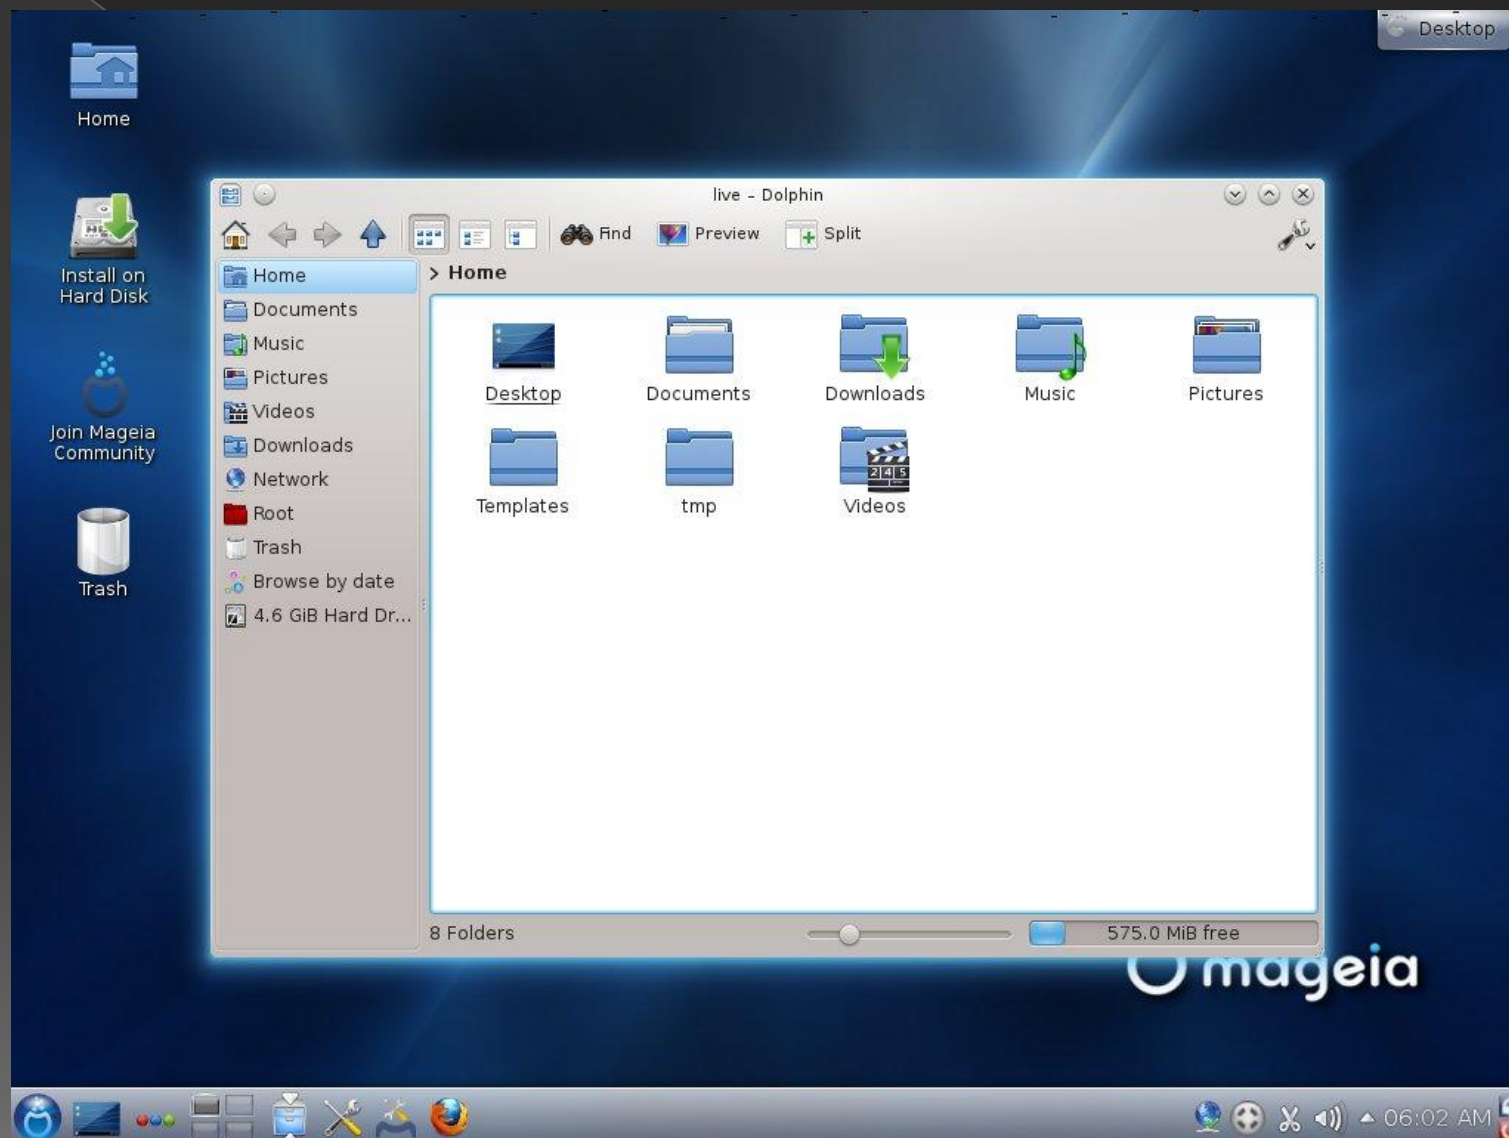 Desktop
Home
Install on
Hard Disk
Join Mageia
Community
Trash
live - Dolphin
Find
Preview
Split
Home
Documents
Music
Pictures
Videos
Downloads
Network
Root
Trash
Browse by date
4.6 GiB Hard Dr...
> Home
Desktop
Documents
Downloads
Music
Pictures
Templates
tmp
Videos
8 Folders
575.0 MiB free
mageia
06:02 AM